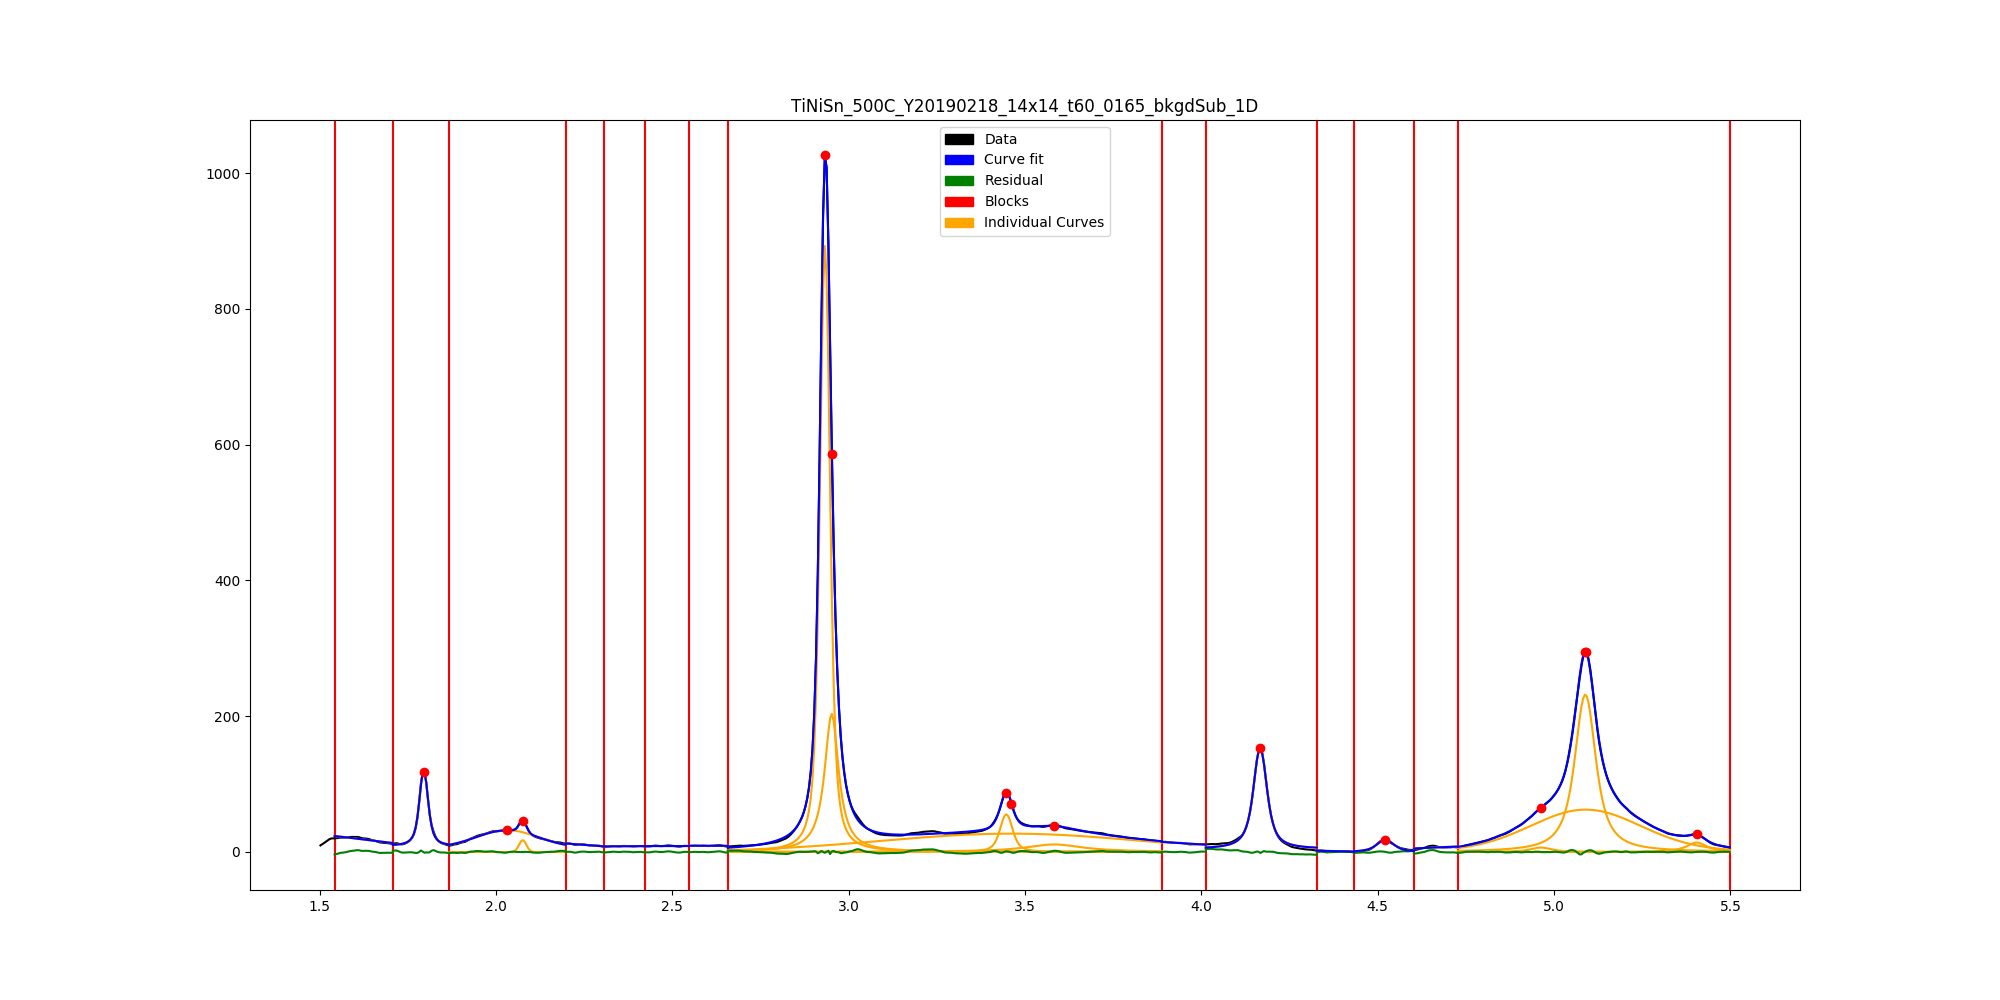 TiNiSn_500C_Y20190218_14x14_t60_0165_bkgdSub_1D
Data
Curve fit
Residual
Blocks
Individual Curves
1000
800
600
400
200
0
1.5 2.0 2.5 3.0 3.5 4.0 4.5 5.0 5.5